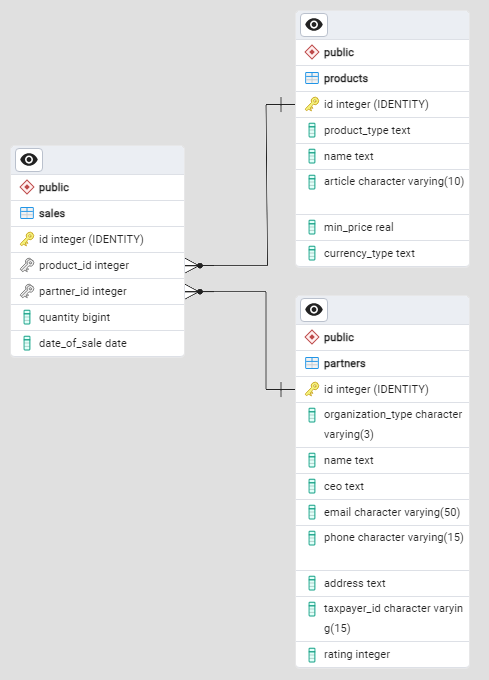 public
products
id integer (IDENTITY)
product_type text
name text
article character varying(10)
min_price real
currency_type text
public
sales
id integer (IDENTITY)
product_id integer
partner_id integer
quantity bigint
date_of_sale date
public
partners
id integer (IDENTITY)
organization_type character
varying(3)
name text
ceo text
email character varying(50)
phone character varying(15)
address text
taxpayer_id character varyin
g(15)
rating integer